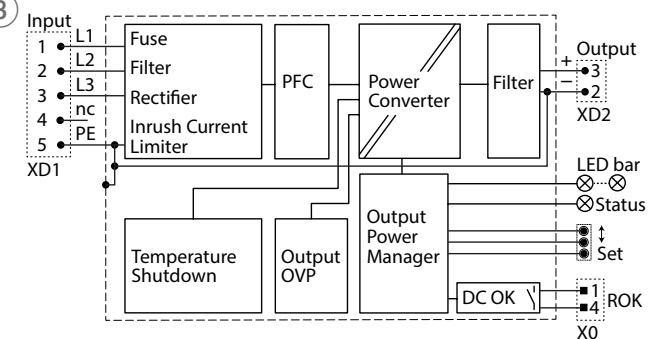 3
Input
1 L1
2 L2
3 L3
4 nc
5 PE
XD1
Fuse
Filter
Rectifier
Inrush Current
Limiter
PFC
Power
Converter
Filter
Output
+ 3
− 2
XD2
LED bar
Status
Set
Temperature
Shutdown
Output
OVP
Output
Power
Manager
DC OK
1
4
ROK
X0